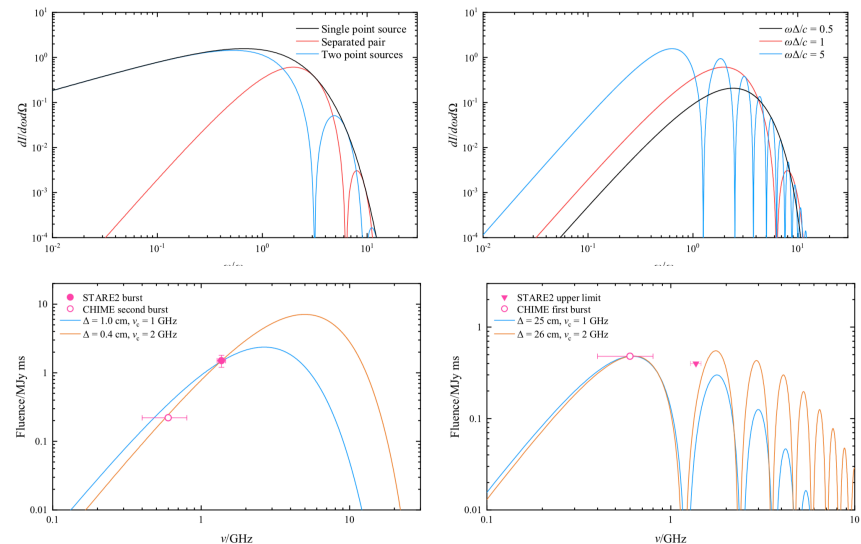 Single point source
Separated pair
Two point sources
dI/dωdΩ
10^1
10^0
10^-1
10^-2
10^-3
10^-4
10^-2
10^-1
10^0
10^1
ωΔ/c = 0.5
ωΔ/c = 1
ωΔ/c = 5
dI/dωdΩ
10^1
10^0
10^-1
10^-2
10^-3
10^-4
10^-2
10^-1
10^0
10^1
STARE2 burst
CHIME second burst
Δ = 1.0 cm, ν_c = 1 GHz
Δ = 0.4 cm, ν_c = 2 GHz
Fluence/MJy ms
10
1
0.1
0.01
0.1
1
10
ν/GHz
STARE2 upper limit
CHIME first burst
Δ = 25 cm, ν_c = 1 GHz
Δ = 26 cm, ν_c = 2 GHz
Fluence/MJy ms
1
0.1
0.01
0.1
1
10
ν/GHz